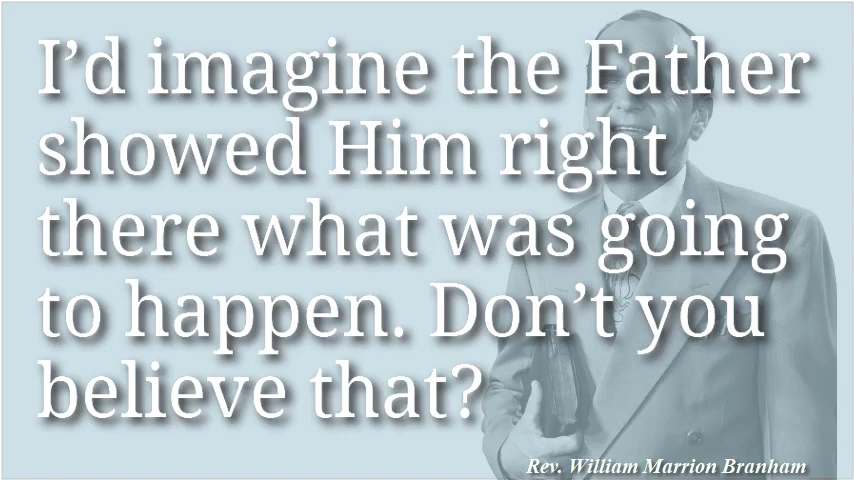 I’d imagine the Father
showed Him right
there what was going
to happen. Don’t you
believe that?
Rev. William Marrion Branham